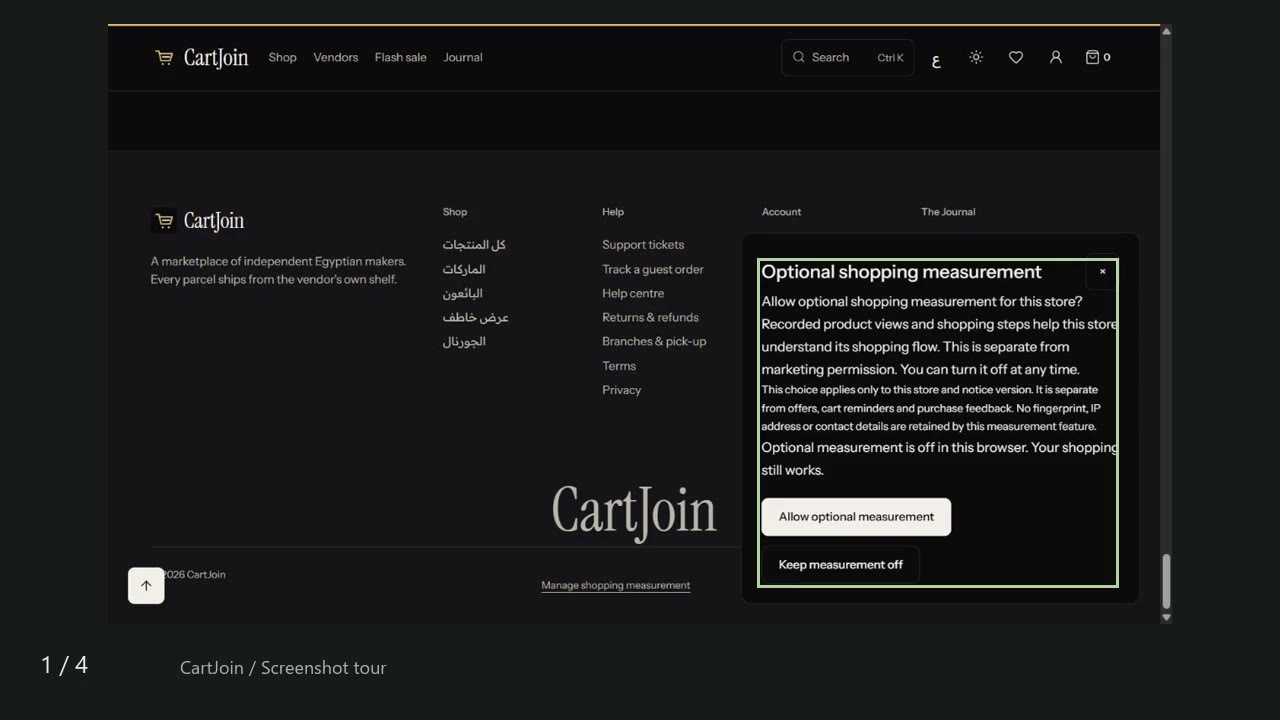 CartJoin
Shop
Vendors
Flash sale
Journal
Search
Ctrl K
ع
0
CartJoin
A marketplace of independent Egyptian makers.
Every parcel ships from the vendor's own shelf.
Shop
كل المنتجات
الماركات
البائعون
عرض خاطف
الجورنال
Help
Support tickets
Track a guest order
Help centre
Returns & refunds
Branches & pick-up
Terms
Privacy
Account
The Journal
Optional shopping measurement
×
Allow optional shopping measurement for this store?
Recorded product views and shopping steps help this store
understand its shopping flow. This is separate from
marketing permission. You can turn it off at any time.
This choice applies only to this store and notice version. It is separate
from offers, cart reminders and purchase feedback. No fingerprint, IP
address or contact details are retained by this measurement feature.
Optional measurement is off in this browser. Your shopping
still works.
Allow optional measurement
Keep measurement off
CartJoin
2026 CartJoin
Manage shopping measurement
1 / 4
CartJoin / Screenshot tour